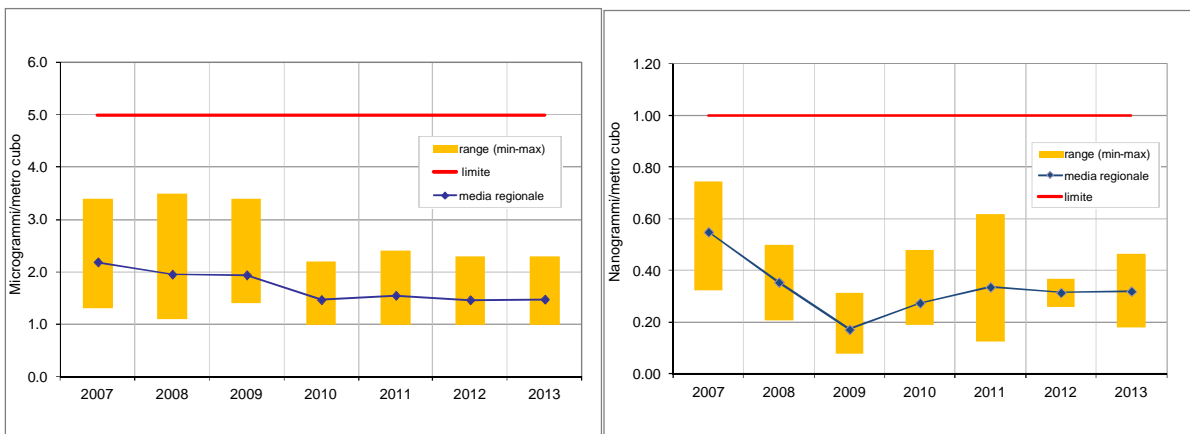 6.0
5.0
4.0
3.0
2.0
1.0
0.0
Microgrammi/metro cubo
range (min-max)
limite
media regionale
2007 2008 2009 2010 2011 2012 2013
1.20
1.00
0.80
0.60
0.40
0.20
0.00
Nanogrammi/metro cubo
range (min-max)
media regionale
limite
2007 2008 2009 2010 2011 2012 2013